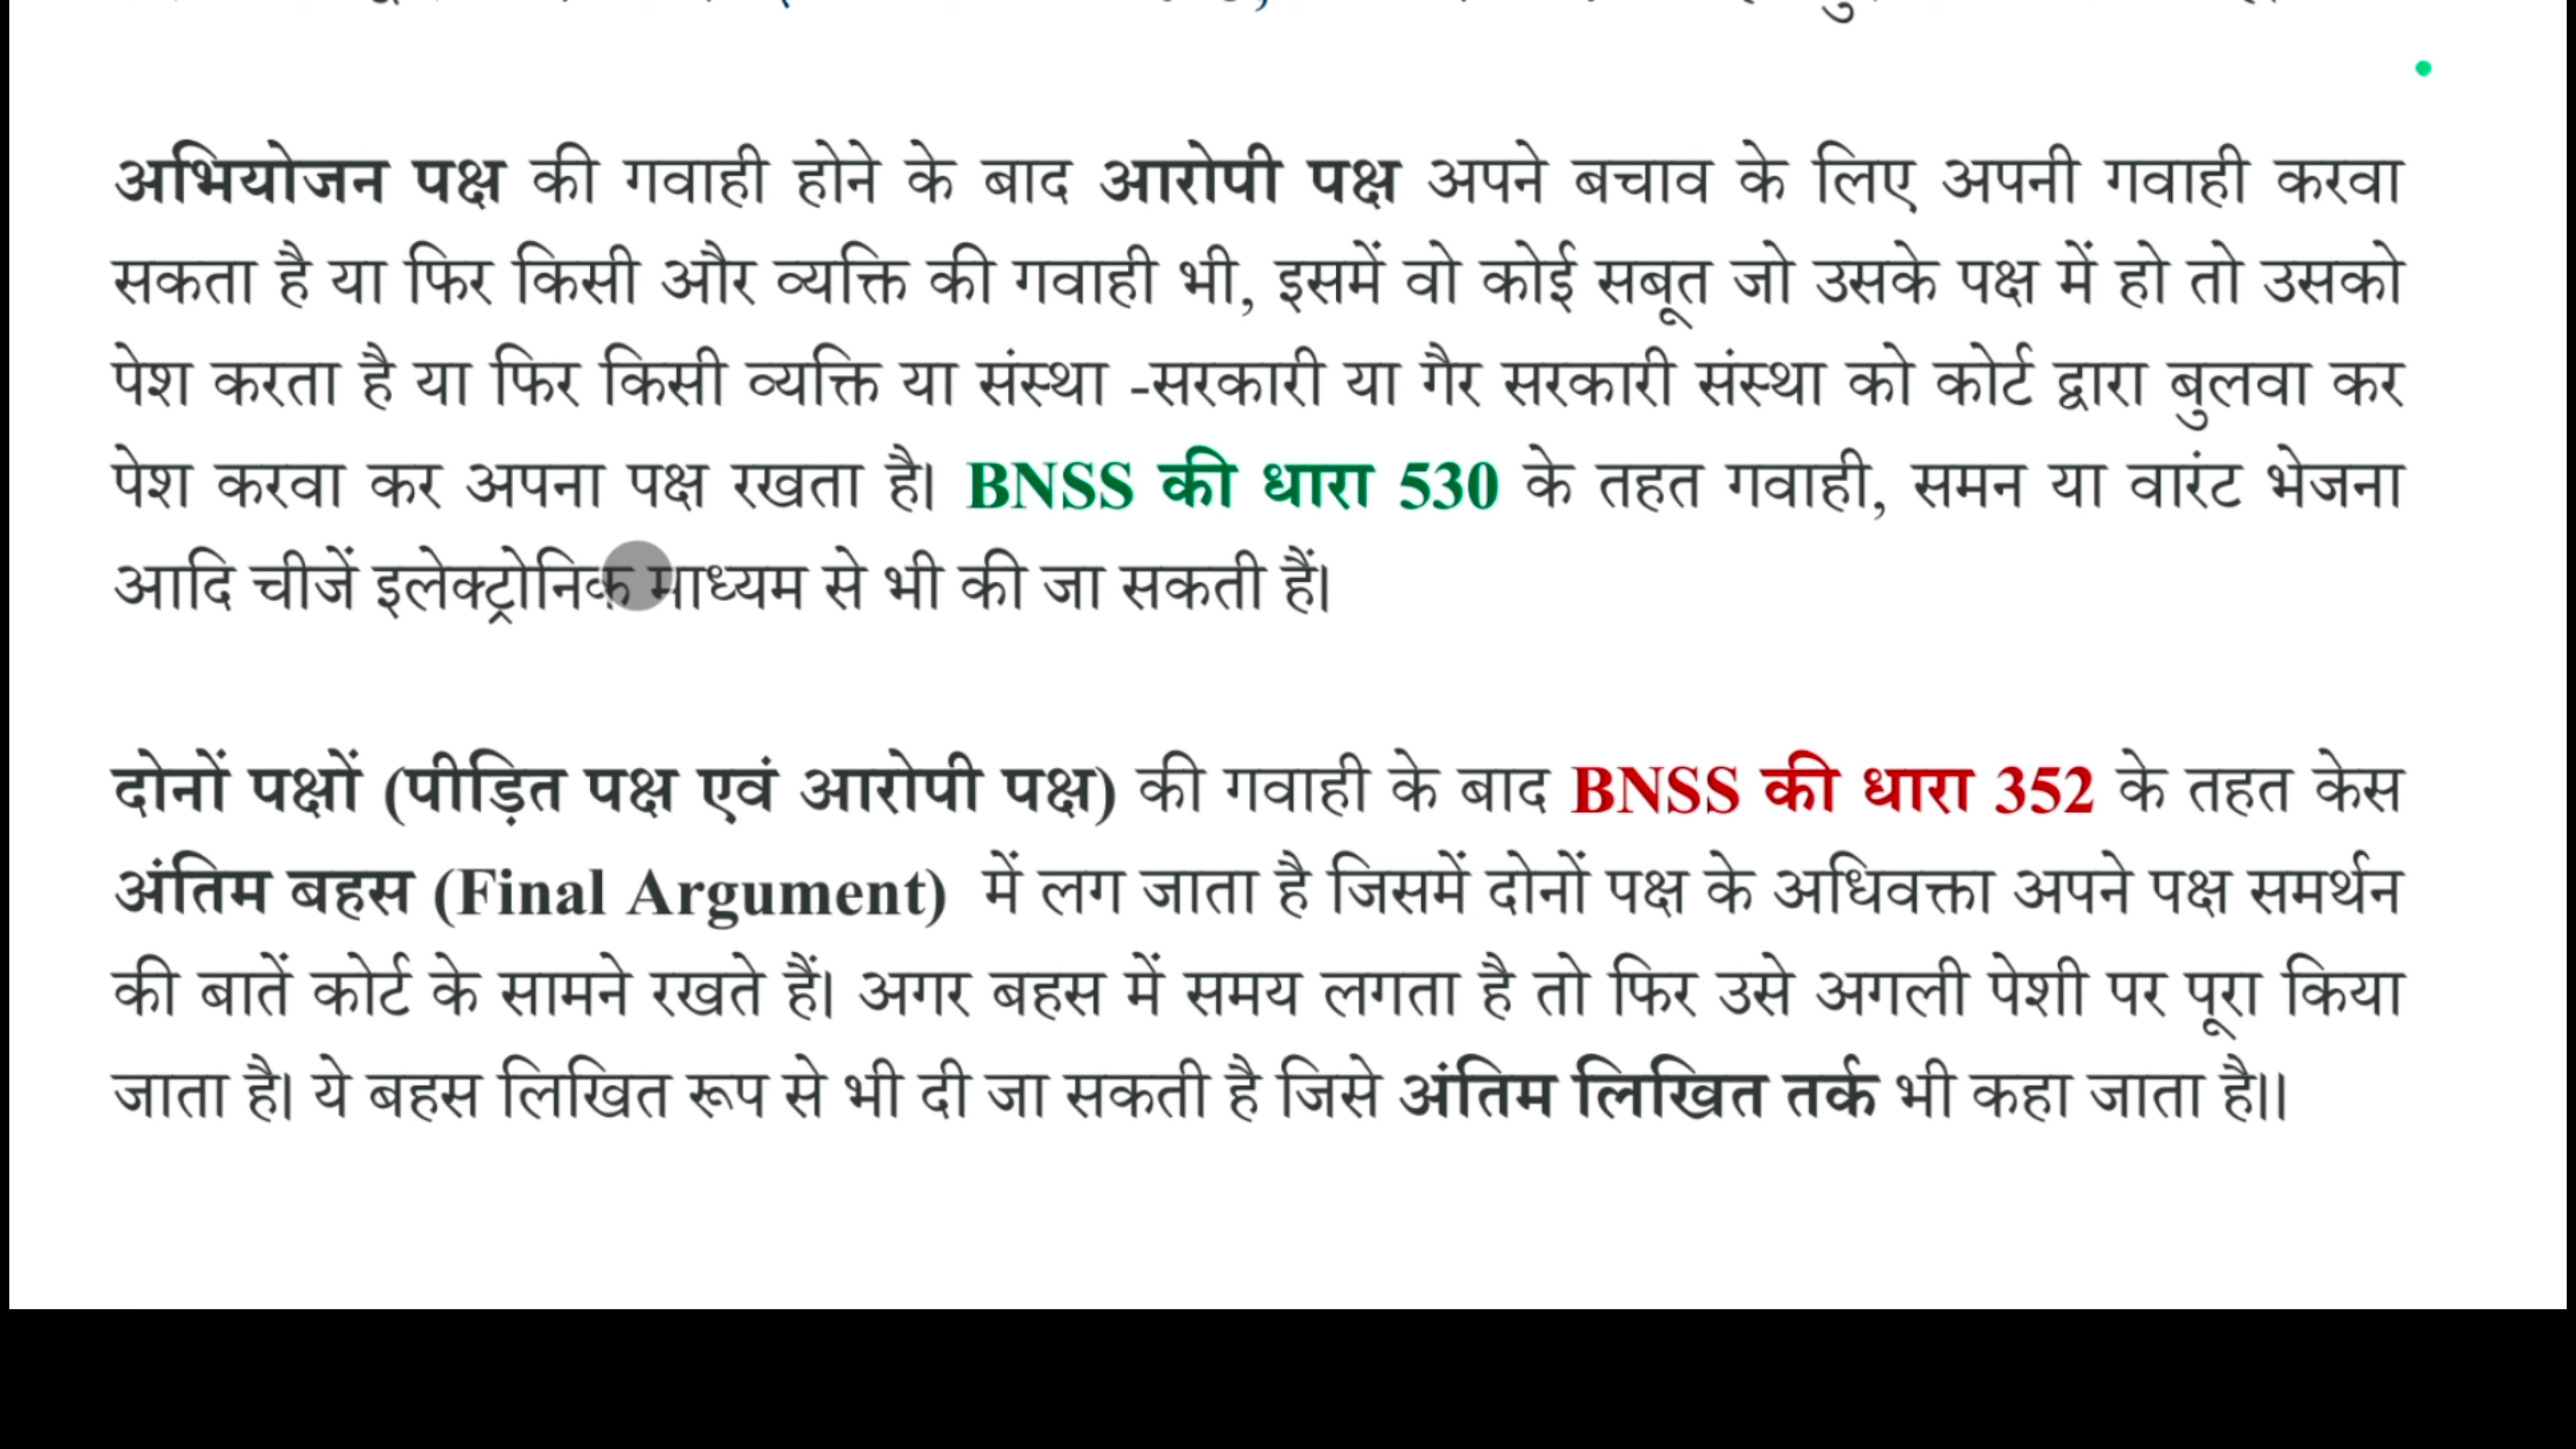 अभियोजन पक्ष की गवाही होने के बाद आरोपी पक्ष अपने बचाव के लिए अपनी गवाही करवा
सकता है या फिर किसी और व्यक्ति की गवाही भी, इसमें वो कोई सबूत जो उसके पक्ष में हो तो उसको
पेश करता है या फिर किसी व्यक्ति या संस्था -सरकारी या गैर सरकारी संस्था को कोर्ट द्वारा बुलवा कर
पेश करवा कर अपना पक्ष रखता है। BNSS की धारा 530 के तहत गवाही, समन या वारंट भेजना
आदि चीजें इलेक्ट्रोनिक माध्यम से भी की जा सकती हैं।
दोनों पक्षों (पीड़ित पक्ष एवं आरोपी पक्ष) की गवाही के बाद BNSS की धारा 352 के तहत केस
अंतिम बहस (Final Argument) में लग जाता है जिसमें दोनों पक्ष के अधिवक्ता अपने पक्ष समर्थन
की बातें कोर्ट के सामने रखते हैं। अगर बहस में समय लगता है तो फिर उसे अगली पेशी पर पूरा किया
जाता है। ये बहस लिखित रूप से भी दी जा सकती है जिसे अंतिम लिखित तर्क भी कहा जाता है।।